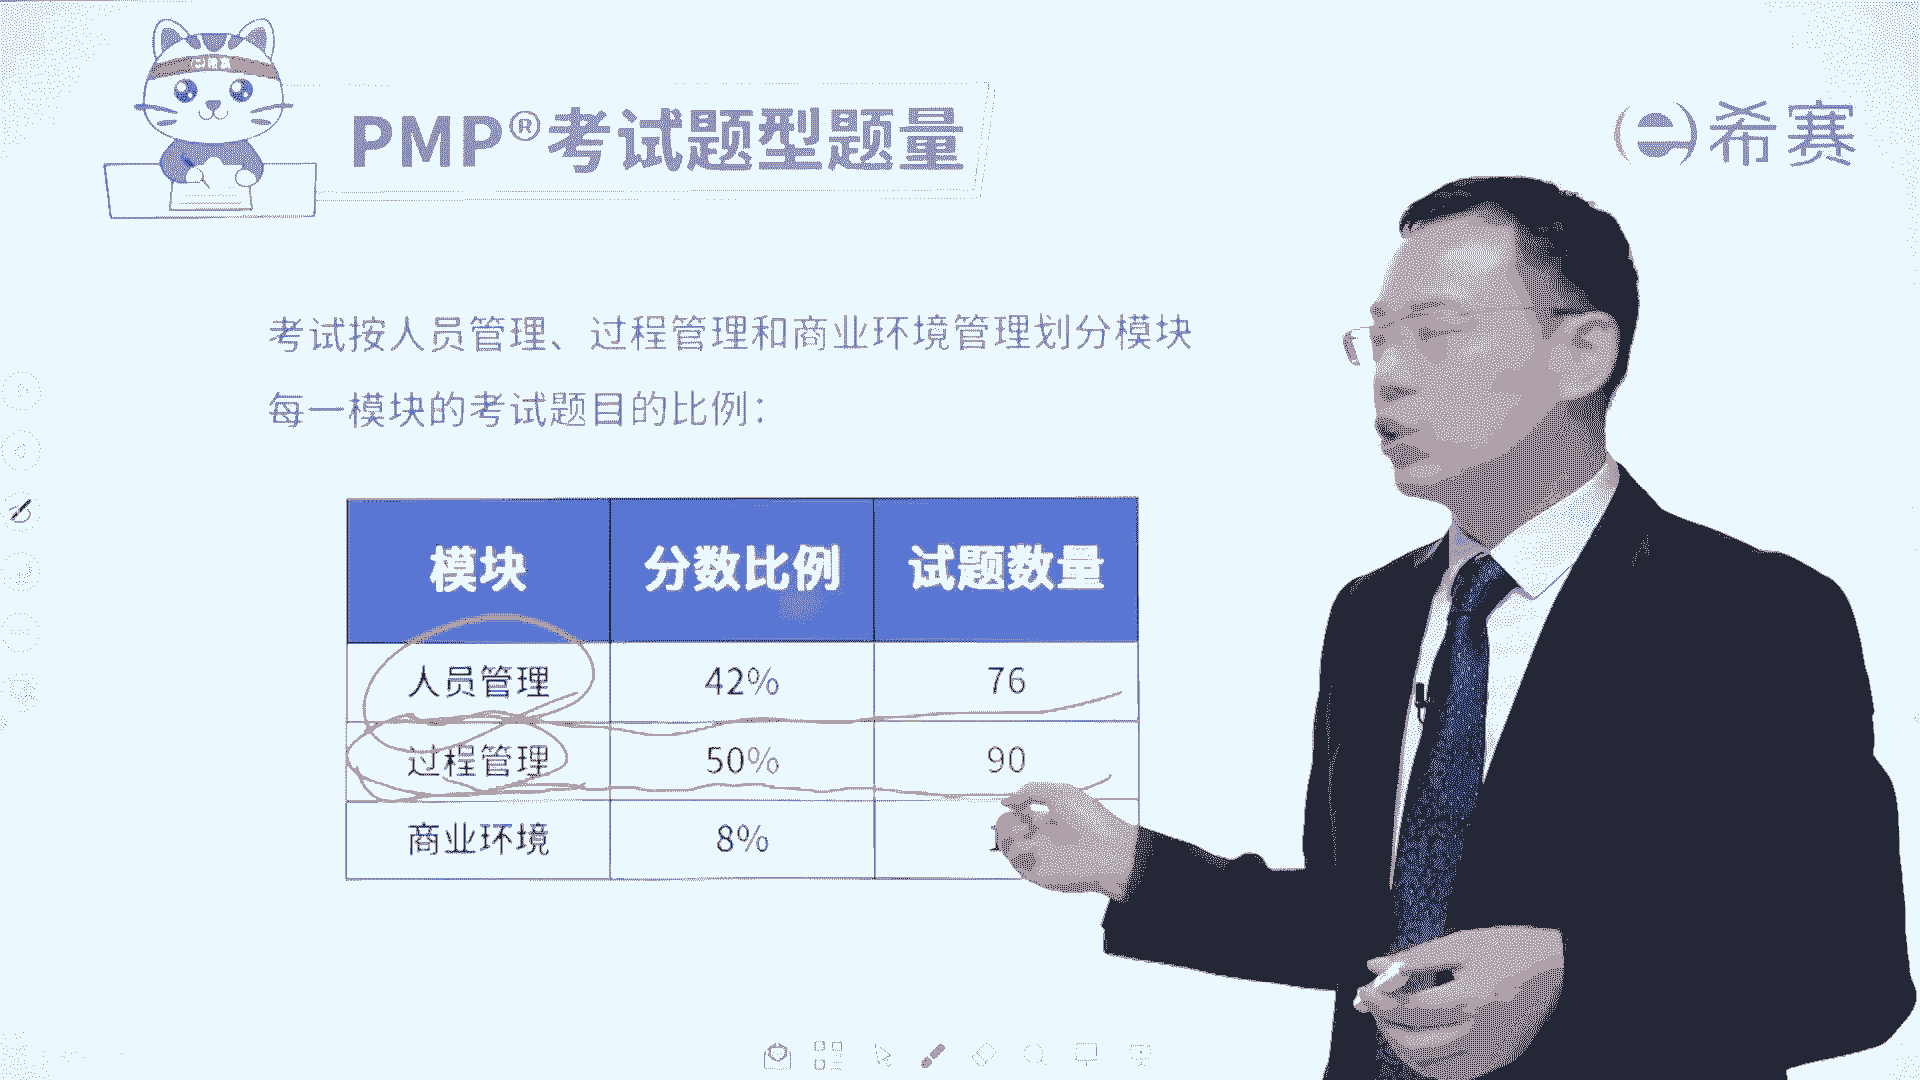 希赛
PMP®考试题型题量
希赛
考试按人员管理、过程管理和商业环境管理划分模块
每一模块的考试题目的比例：
模块 分数比例 试题数量
人员管理 42% 76
过程管理 50% 90
商业环境 8%